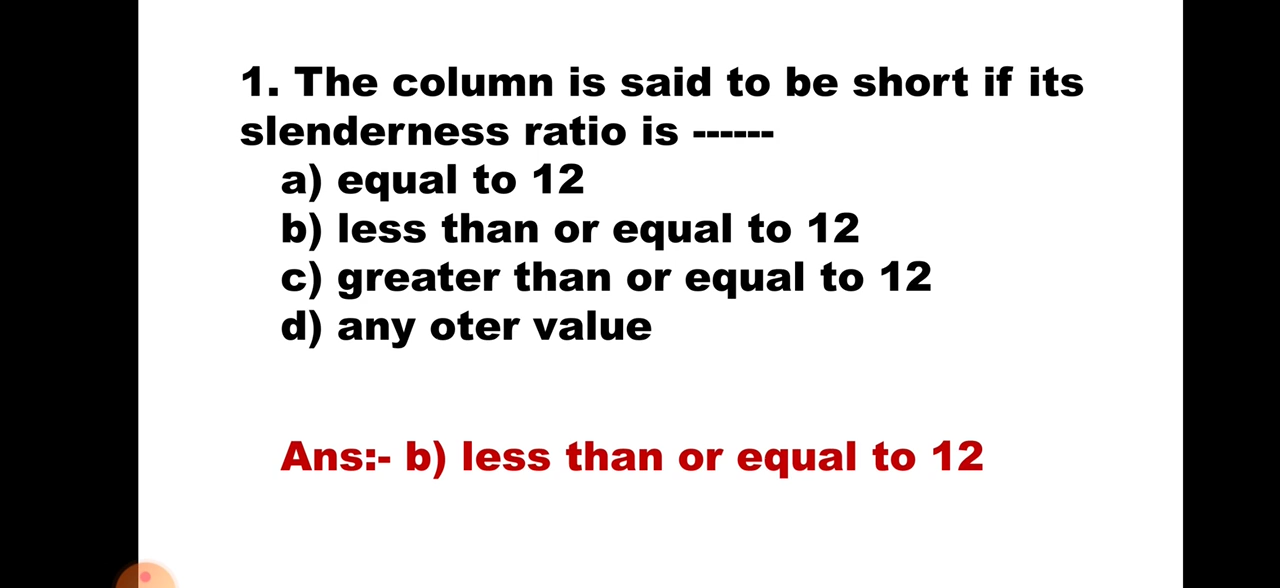 1. The column is said to be short if its
slenderness ratio is ------
a) equal to 12
b) less than or equal to 12
c) greater than or equal to 12
d) any oter value
Ans:- b) less than or equal to 12